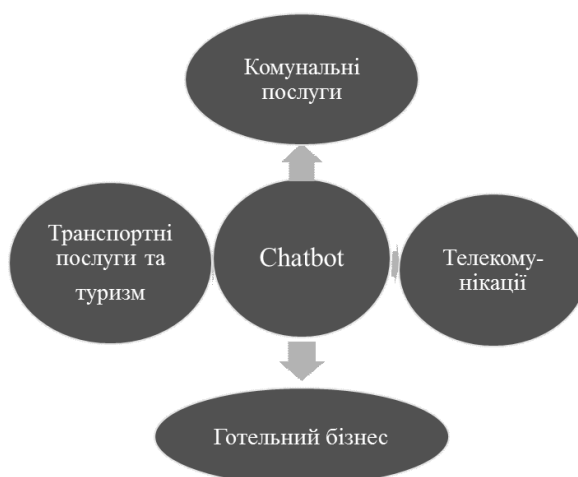 Комунальні
послуги
Транспортні
послуги та
туризм
Chatbot
Телекому-
нікації
Готельний бізнес